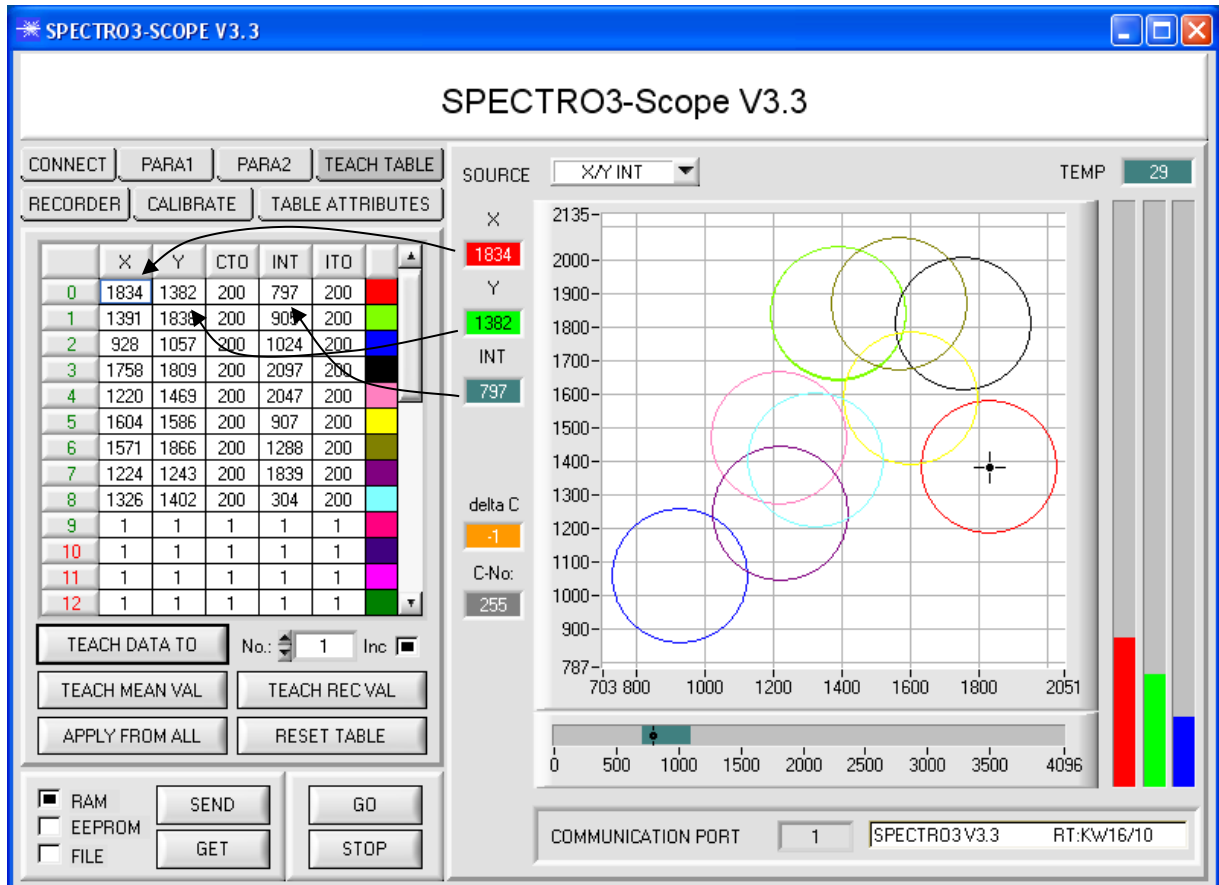 SPECTRO3-SCOPE V3.3
SPECTRO3-Scope V3.3
CONNECT PARA1 PARA2 TEACH TABLE
RECORDER CALIBRATE TABLE ATTRIBUTES
X Y CTO INT ITO
0 1834 1382 200 797 200
1 1391 1838 200 200
2 928 1057 200 1024 200
3 1758 1809 200 2097 200
4 1220 1469 200 2047 200
5 1604 1586 200 907 200
6 1571 1866 200 1288 200
7 1224 1243 200 1839 200
8 1326 1402 200 304 200
9 1 1 1 1 1
10 1 1 1 1 1
11 1 1 1 1 1
12 1 1 1 1 1
TEACH DATA TO No.: 1 Inc
TEACH MEAN VAL TEACH REC VAL
APPLY FROM ALL RESET TABLE
RAM
EEPROM
FILE
SEND
GET
GO
STOP
SOURCE X/Y INT TEMP 29
X
1834
Y
1382
INT
797
delta C
-1
C-No:
255
2135
2000
1900
1800
1700
1600
1500
1400
1300
1200
1100
1000
900
787
703 800 1000 1200 1400 1600 1800 2051
0 500 1000 1500 2000 2500 3000 3500 4096
COMMUNICATION PORT 1 SPECTRO3 V3.3 RT:KW16/10